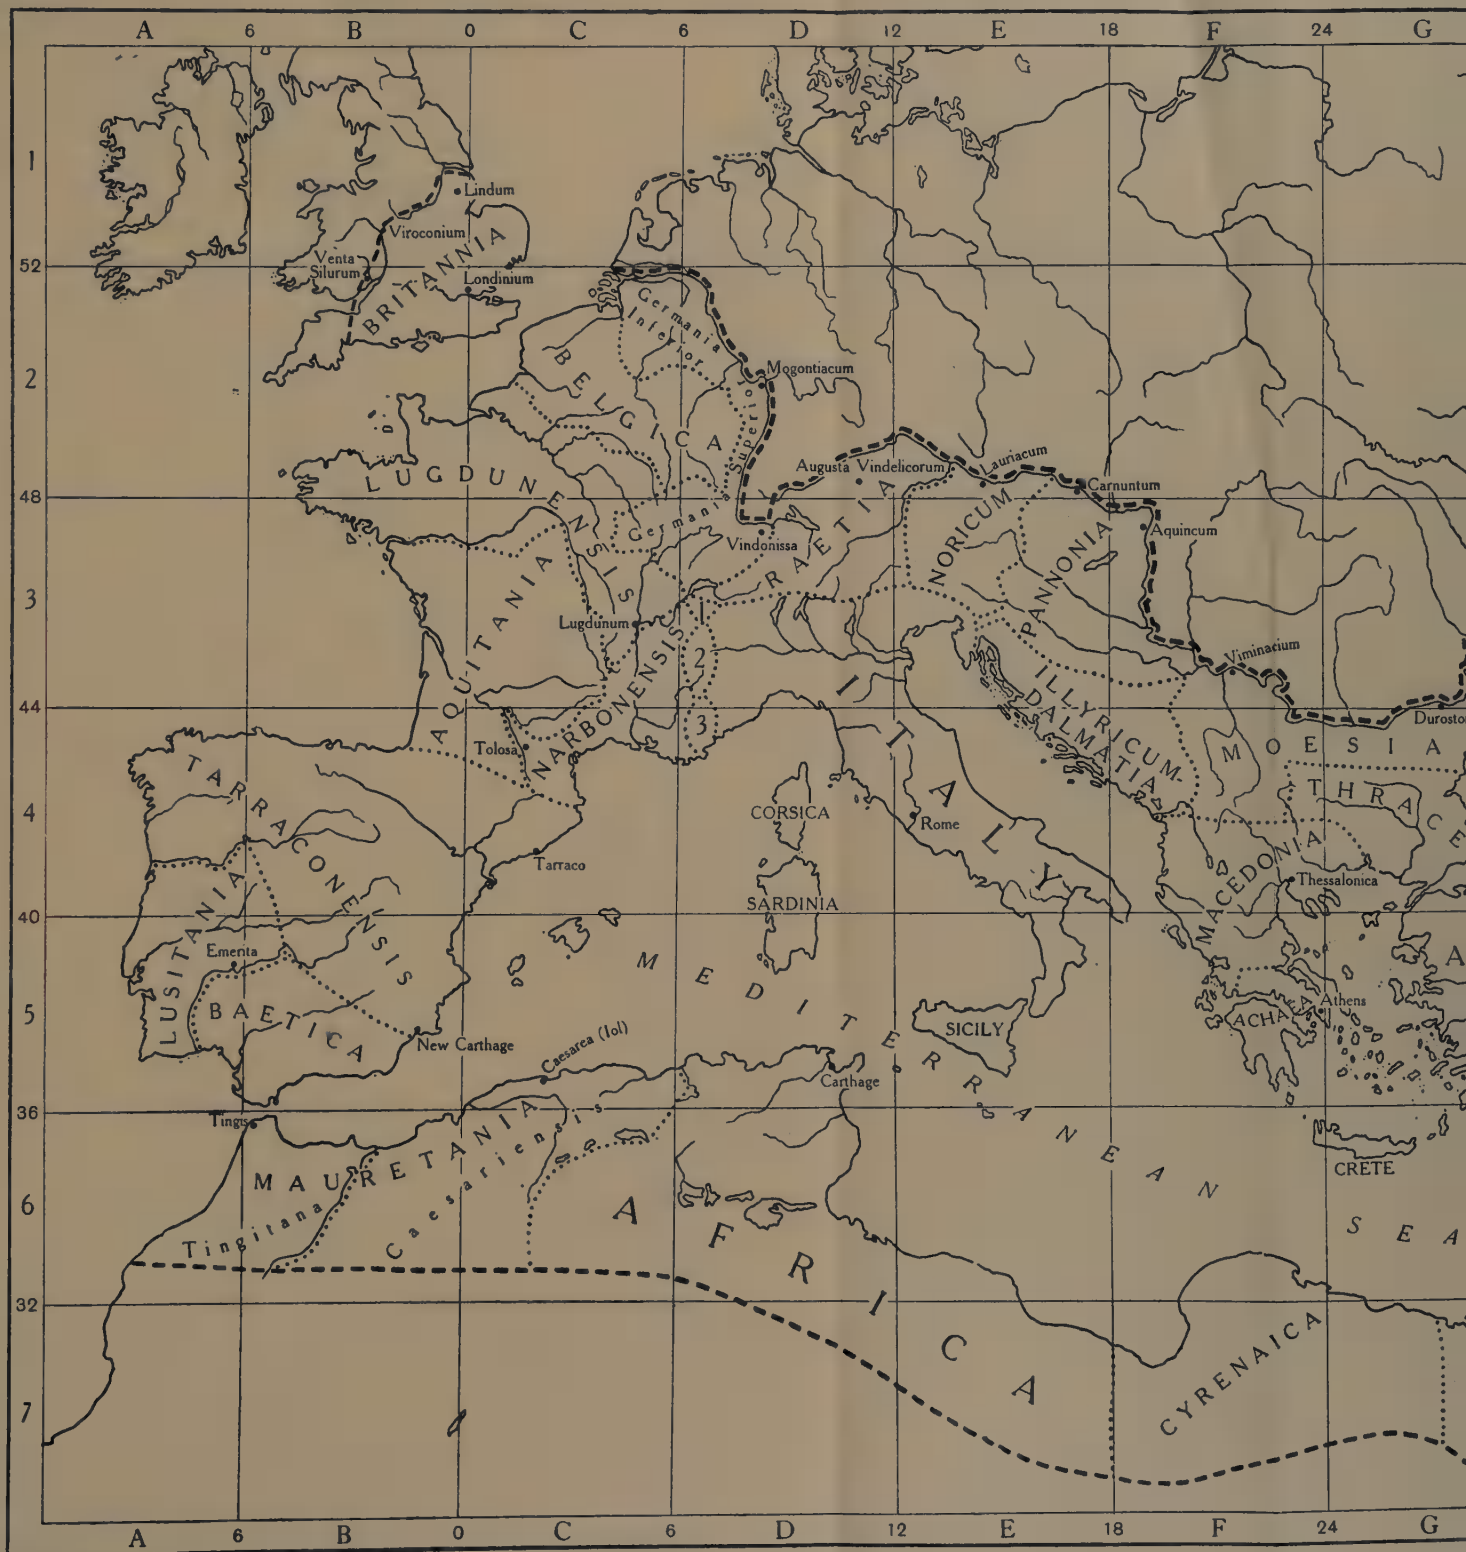 A 6 B 0 C 6 D 12 E 18 F 24 G
1
Lindum
Viroconium
Venta
Silurum
BRITANNIA
52
Londinium
Germania
Inferior
2
BELGICA
Mogontiacum
Superior
LUGDUNENSIS
Augusta Vindelicorum
Lauriacum
48
Carnuntum
Germania
Vindonissa
RAETIA
NORICUM
PANNONIA
Aquincum
AQUITANIA
3
Lugdunum
1
2
3
NARBONENSIS
Viminacium
ILLYRICUM-
DALMATIA
44
Durosto
Tolosa
ITALY
MOESIA
TARRACONENSIS
THRACE
4
CORSICA
Rome
MACEDONIA
Tarraco
Thessalonica
LUSITANIA
SARDINIA
40
Emerita
MEDITERRANEAN SEA
A
5
BAETICA
New Carthage
Caesarea (Iol)
SICILY
ACHAEA
Athens
Carthage
36
Tingis
MAURETANIA
Caesariensis
CRETE
6
Tingitana
AFRICA
32
CYRENAICA
7
A 6 B 0 C 6 D 12 E 18 F 24 G